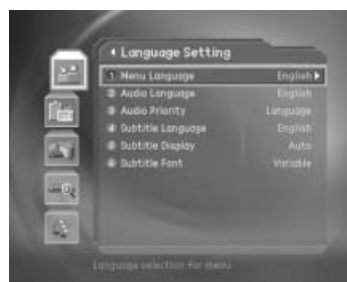 Language Setting
1 Menu Language English
2 Audio Language English
3 Audio Priority Language
4 Subtitle Language English
5 Subtitle Display Auto
6 Subtitle Font Variable
Language selection for menu